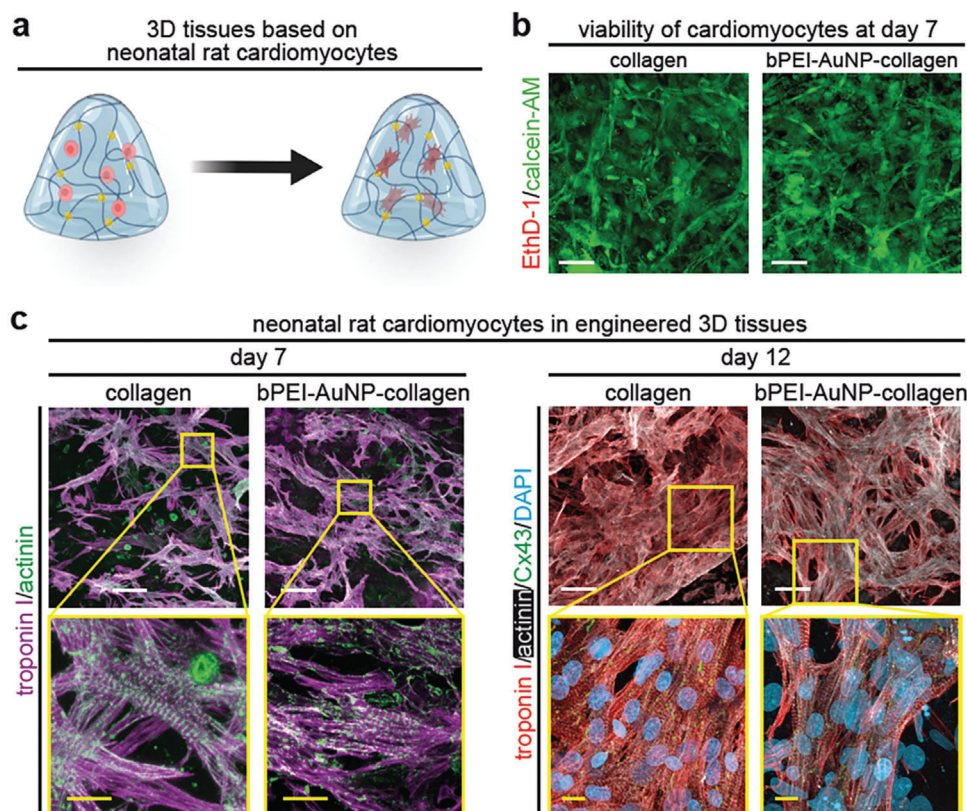 a
3D tissues based on
neonatal rat cardiomyocytes
b
viability of cardiomyocytes at day 7
collagen
bPEI-AuNP-collagen
EthD-1/calcein-AM
c
neonatal rat cardiomyocytes in engineered 3D tissues
day 7
day 12
collagen
bPEI-AuNP-collagen
collagen
bPEI-AuNP-collagen
troponin I/actinin
troponin I/actinin/Cx43/DAPI